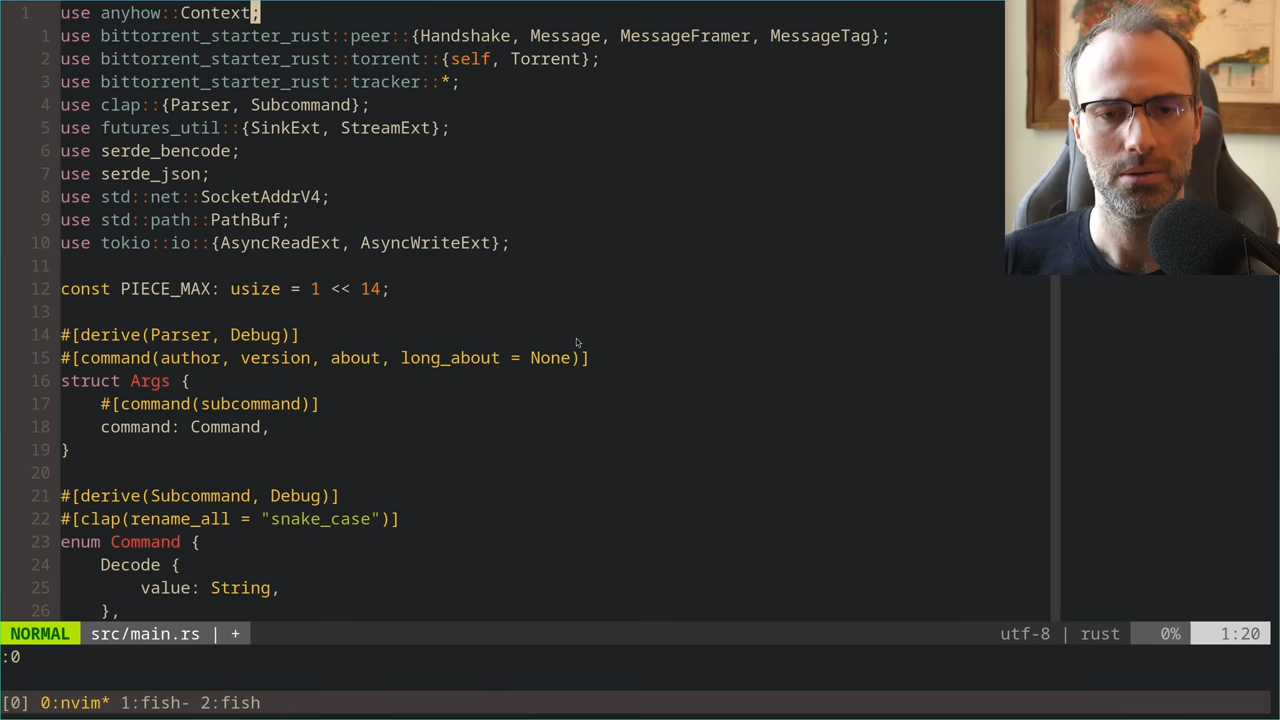 1 use anyhow::Context;
1 use bittorrent_starter_rust::peer::{Handshake, Message, MessageFramer, MessageTag};
2 use bittorrent_starter_rust::torrent::{self, Torrent};
3 use bittorrent_starter_rust::tracker::*;
4 use clap::{Parser, Subcommand};
5 use futures_util::{SinkExt, StreamExt};
6 use serde_bencode;
7 use serde_json;
8 use std::net::SocketAddrV4;
9 use std::path::PathBuf;
10 use tokio::io::{AsyncReadExt, AsyncWriteExt};
11
12 const PIECE_MAX: usize = 1 << 14;
13
14 #[derive(Parser, Debug)]
15 #[command(author, version, about, long_about = None)]
16 struct Args {
17     #[command(subcommand)]
18     command: Command,
19 }
20
21 #[derive(Subcommand, Debug)]
22 #[clap(rename_all = "snake_case")]
23 enum Command {
24     Decode {
25         value: String,
26     },
NORMAL src/main.rs | + utf-8 | rust 0% 1:20
:0
[0] 0:nvim* 1:fish- 2:fish